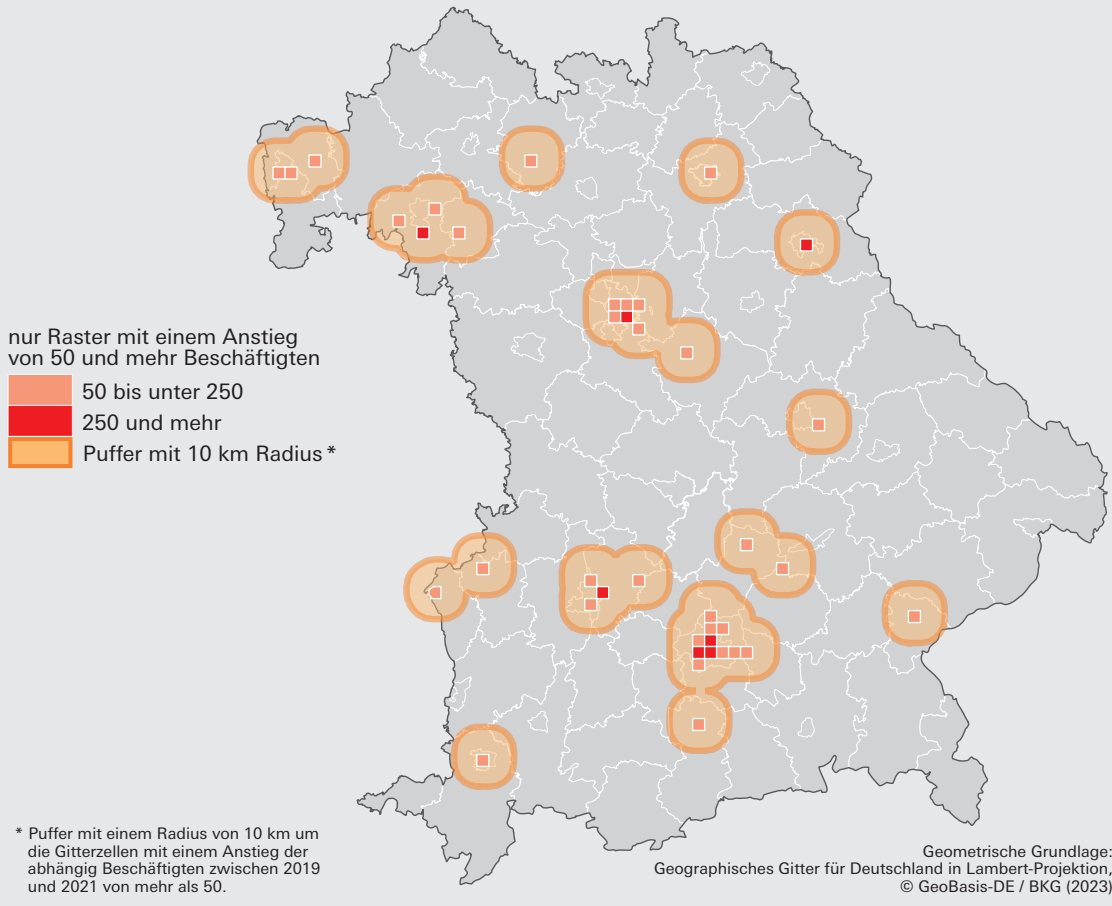 nur Raster mit einem Anstieg
von 50 und mehr Beschäftigten
50 bis unter 250
250 und mehr
Puffer mit 10 km Radius *
* Puffer mit einem Radius von 10 km um
die Gitterzellen mit einem Anstieg der
abhängig Beschäftigten zwischen 2019
und 2021 von mehr als 50.
Geometrische Grundlage:
Geographisches Gitter für Deutschland in Lambert-Projektion,
© GeoBasis-DE / BKG (2023)